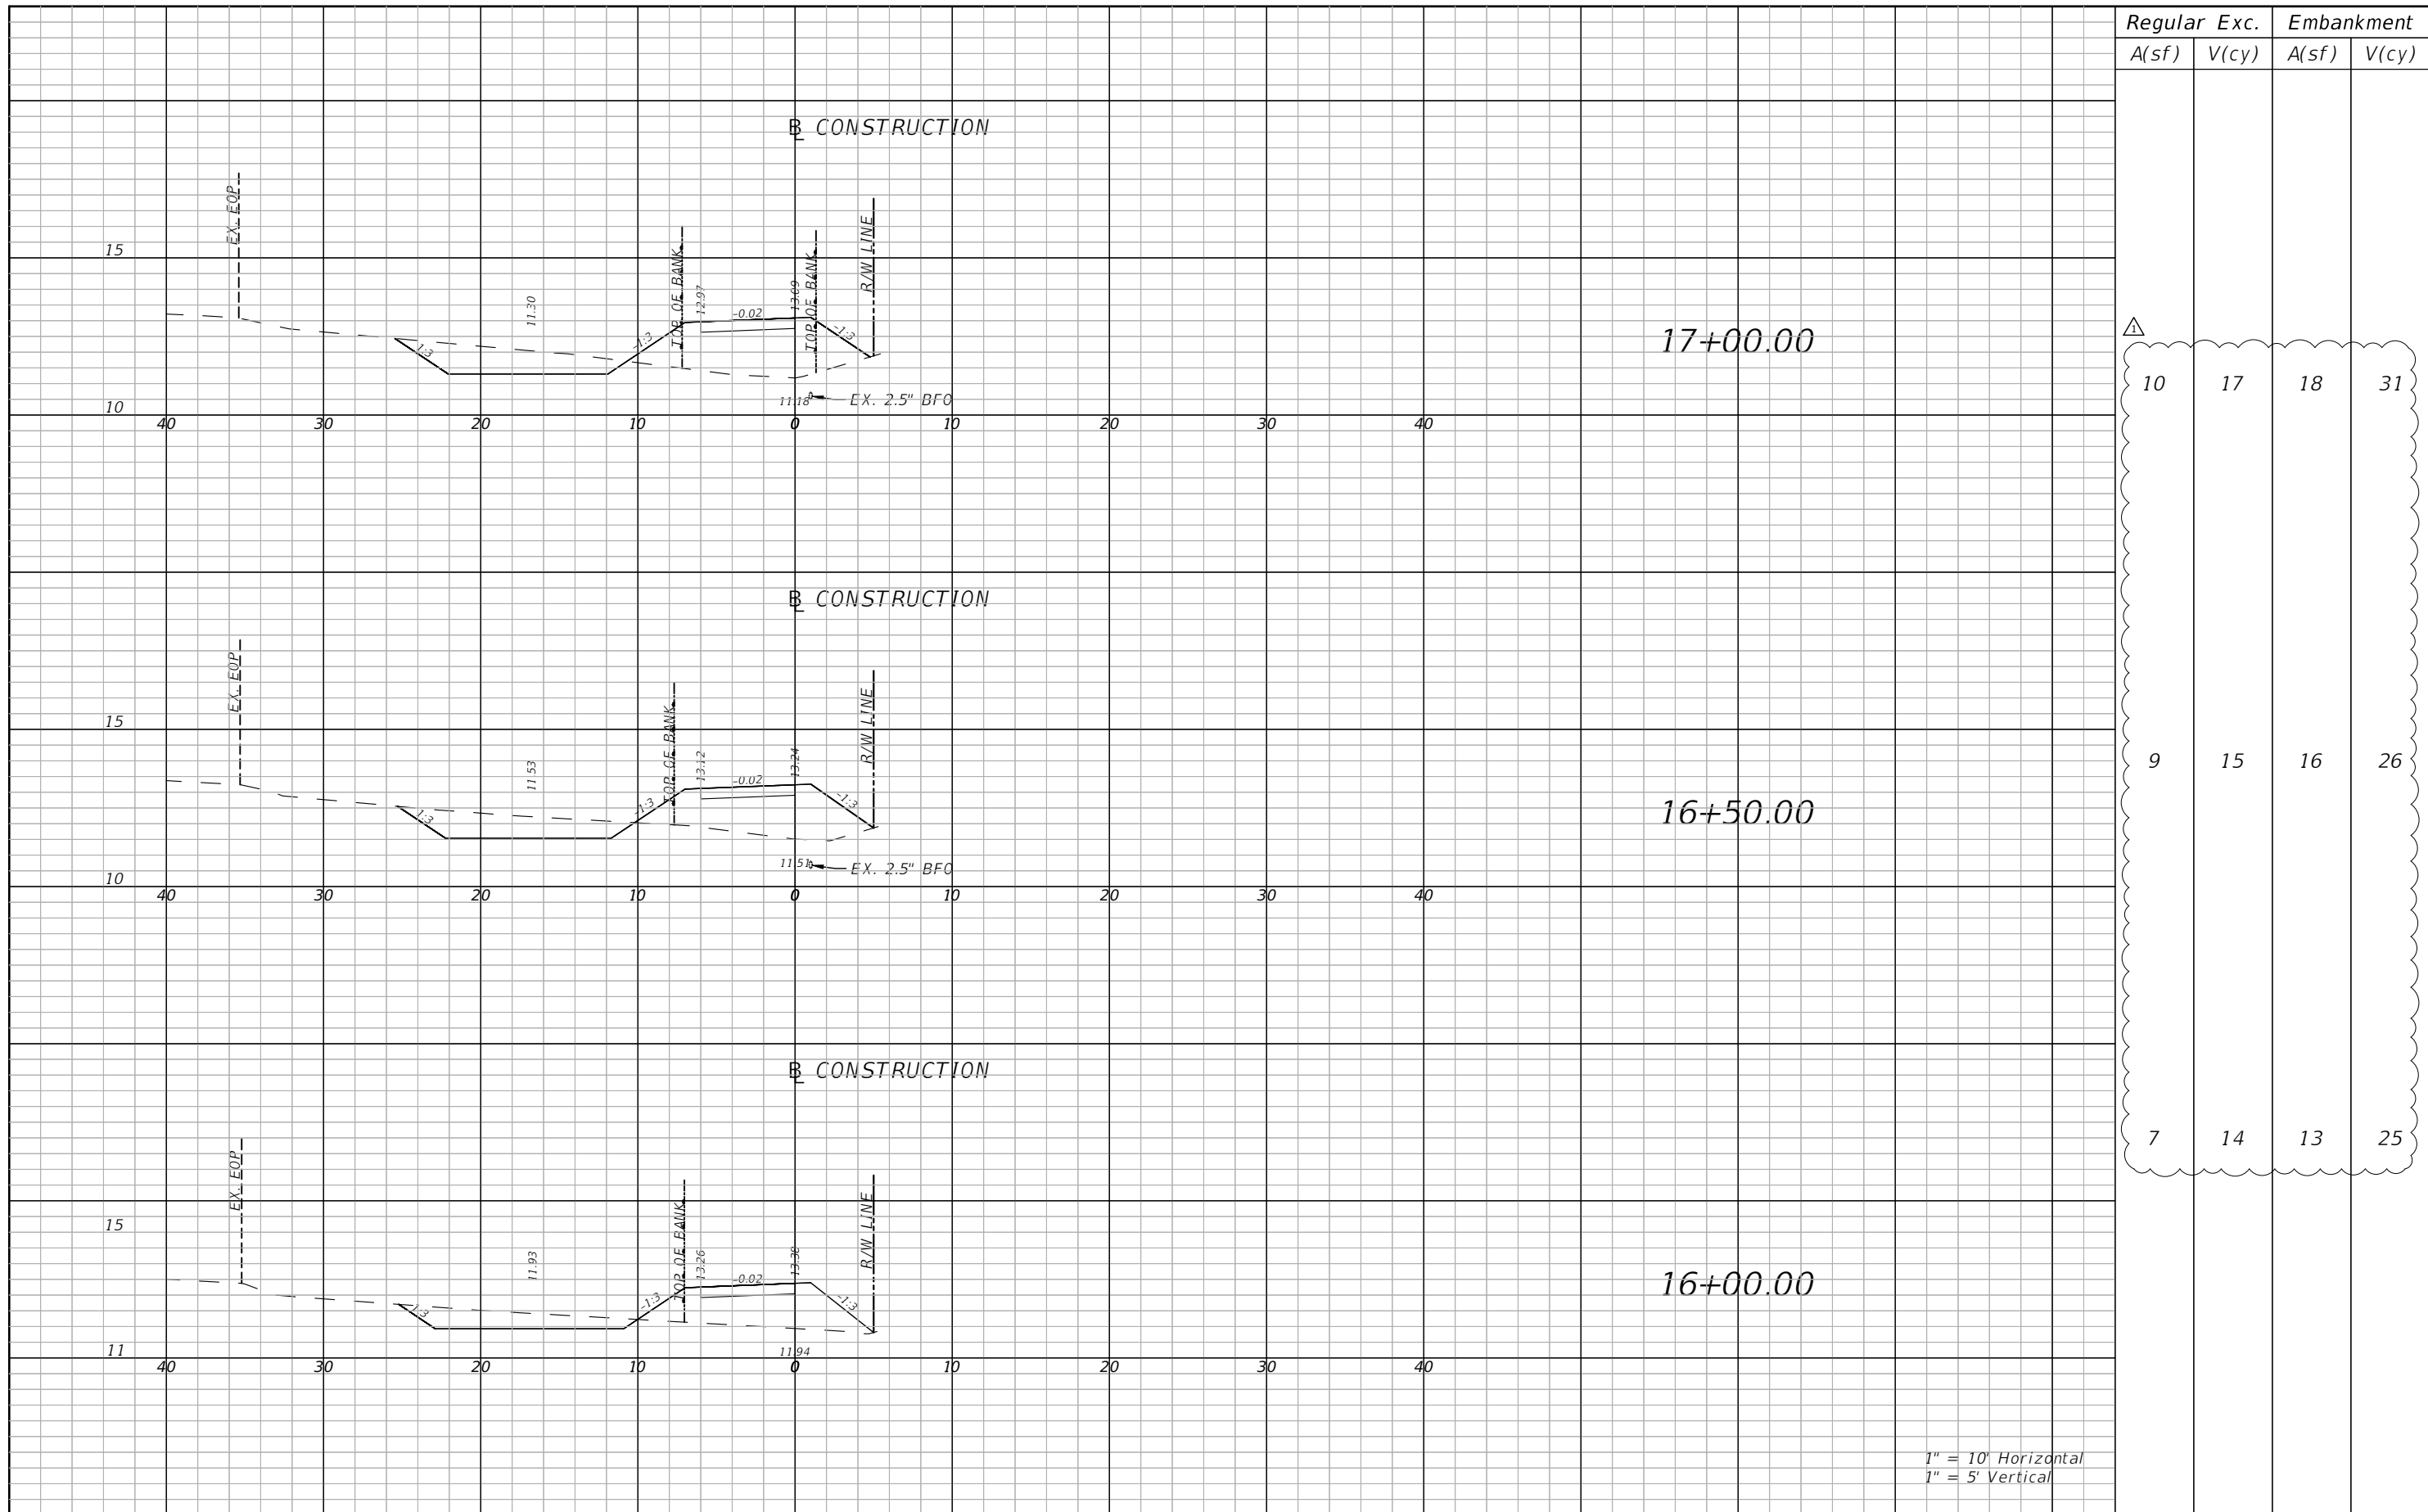 Regular Exc. Embankment
A(sf) V(cy) A(sf) V(cy)
℄ CONSTRUCTION
EX. EOP
15
11.30
TOP OF BANK
12.97
-0.02
13.09
TOP OF BANK
R/W LINE
1:3
-1:3
-1:3
17+00.00
1
10 17 18 31
11.18
EX. 2.5" BFO
10
40 30 20 10 0 10 20 30 40
℄ CONSTRUCTION
EX. EOP
15
11.53
TOP OF BANK
13.12
-0.02
13.24
R/W LINE
1:3
-1:3
-1:3
16+50.00
9 15 16 26
11.51
EX. 2.5" BFO
10
40 30 20 10 0 10 20 30 40
℄ CONSTRUCTION
7 14 13 25
EX. EOP
15
11.93
TOP OF BANK
13.26
-0.02
13.38
R/W LINE
-1:3
-1:3
-1:3
16+00.00
11.94
11
40 30 20 10 0 10 20 30 40
1" = 10' Horizontal
1" = 5' Vertical